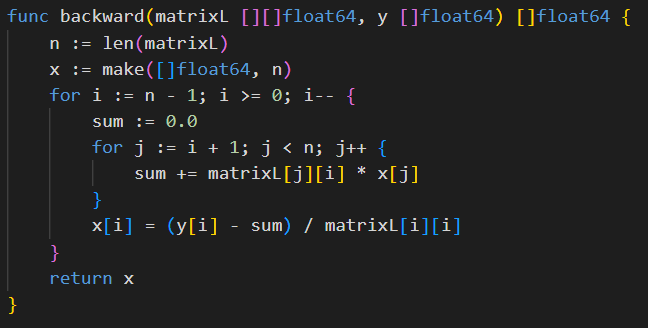 func backward(matrixL [][]float64, y []float64) []float64 {
    n := len(matrixL)
    x := make([]float64, n)
    for i := n - 1; i >= 0; i-- {
        sum := 0.0
        for j := i + 1; j < n; j++ {
            sum += matrixL[j][i] * x[j]
        }
        x[i] = (y[i] - sum) / matrixL[i][i]
    }
    return x
}